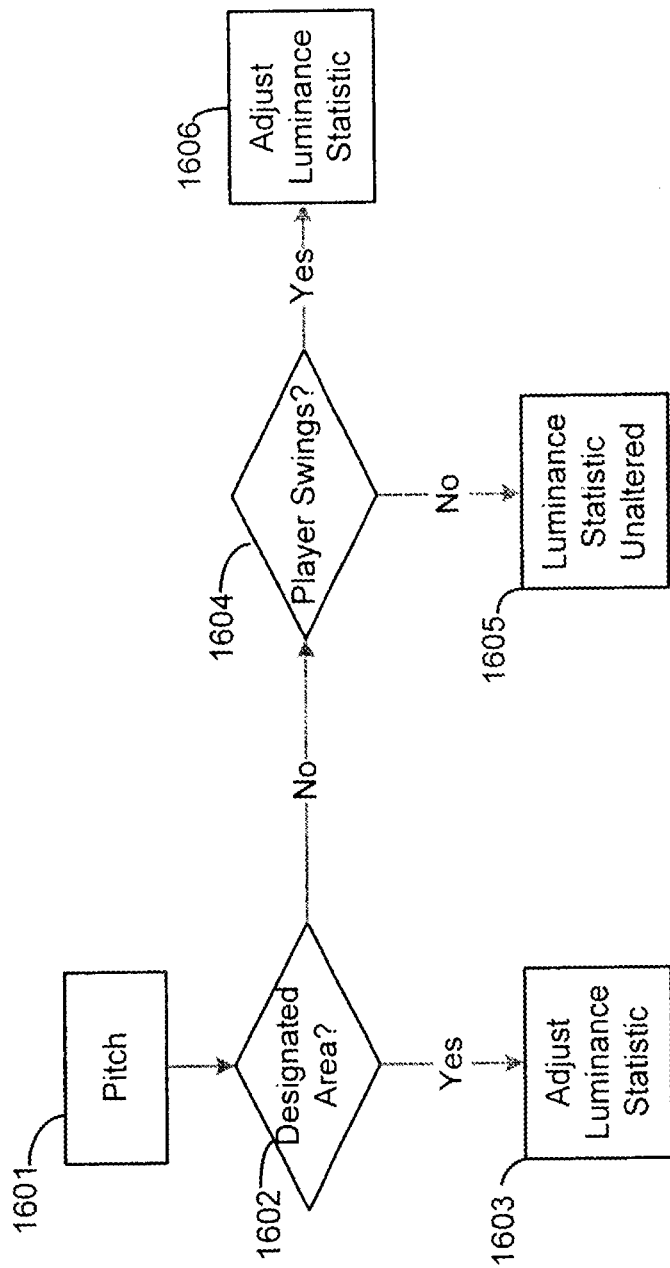 1601
Pitch
1602
Designated
Area?
Yes
1603
Adjust
Luminance
Statistic
No
1604
Player Swings?
No
1605
Luminance
Statistic
Unaltered
Yes
1606
Adjust
Luminance
Statistic